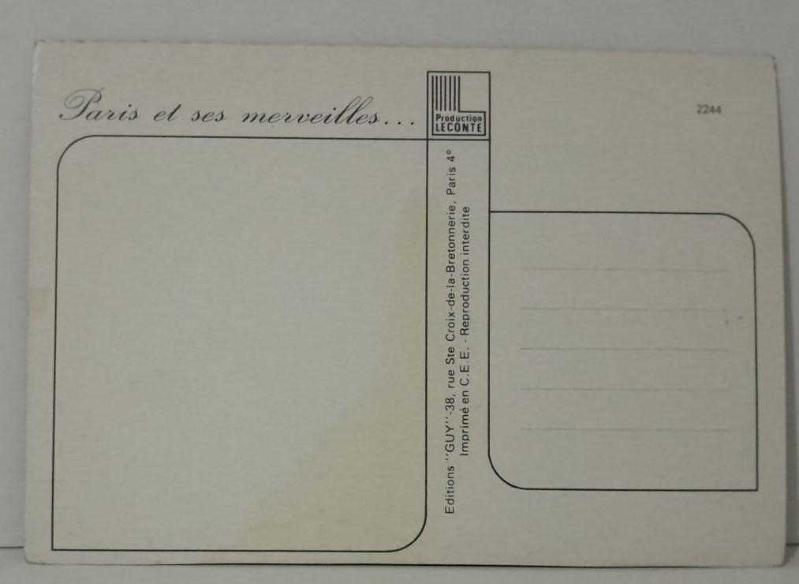 Paris et ses merveilles...
Production
LECONTE
2244
Editions "GUY" -38, rue Ste Croix-de-la-Bretonnerie, Paris 4°
Imprimé en C.E.E. - Reproduction interdite